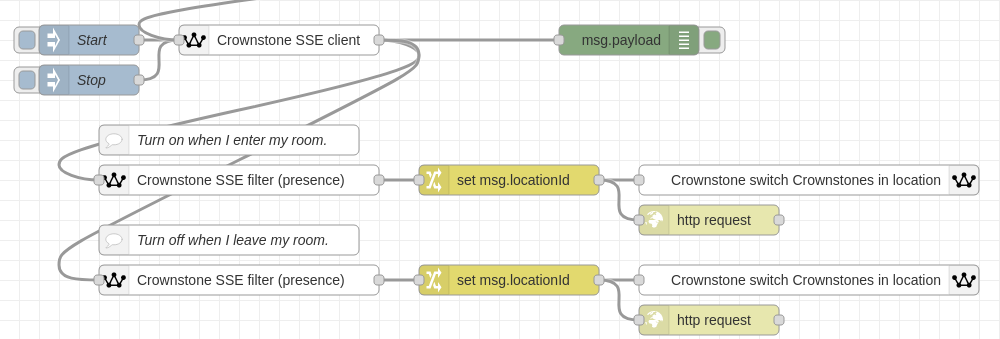 Start
Crownstone SSE client
msg.payload
Stop
Turn on when I enter my room.
Crownstone SSE filter (presence)
set msg.locationId
Crownstone switch Crownstones in location
http request
Turn off when I leave my room.
Crownstone SSE filter (presence)
set msg.locationId
Crownstone switch Crownstones in location
http request